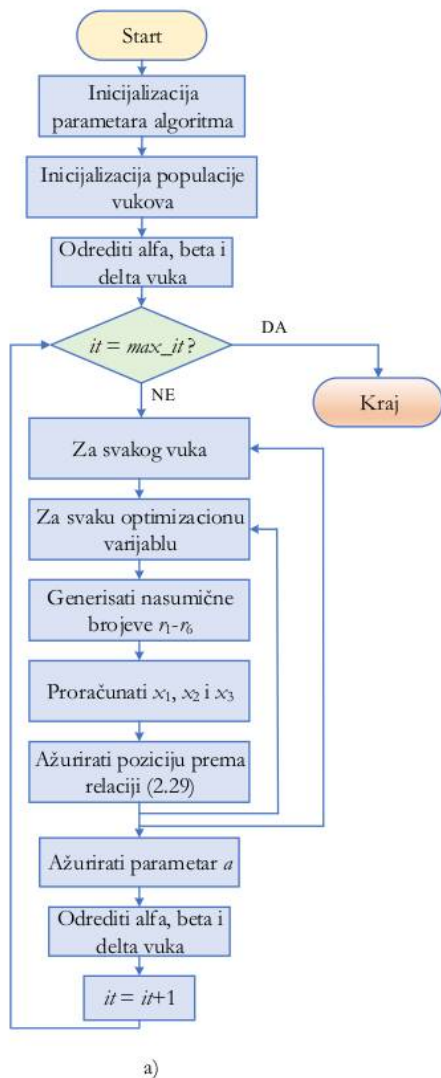 Start
Inicijalizacija
parametara algoritma
Inicijalizacija populacije
vukova
Odrediti alfa, beta i
delta vuka
it = max_it?
DA
Kraj
NE
Za svakog vuka
Za svaku optimizacionu
varijablu
Generisati nasumične
brojeve r₁-r₆
Proračunati x₁, x₂ i x₃
Ažurirati poziciju prema
relaciji (2.29)
Ažurirati parametar a
Odrediti alfa, beta i
delta vuka
it = it+1
a)